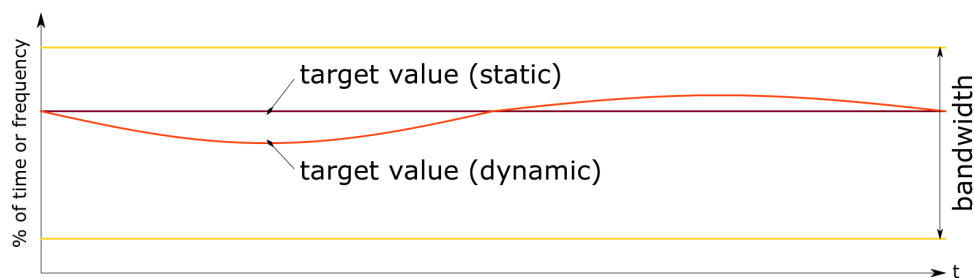 % of time or frequency
target value (static)
target value (dynamic)
bandwidth
t